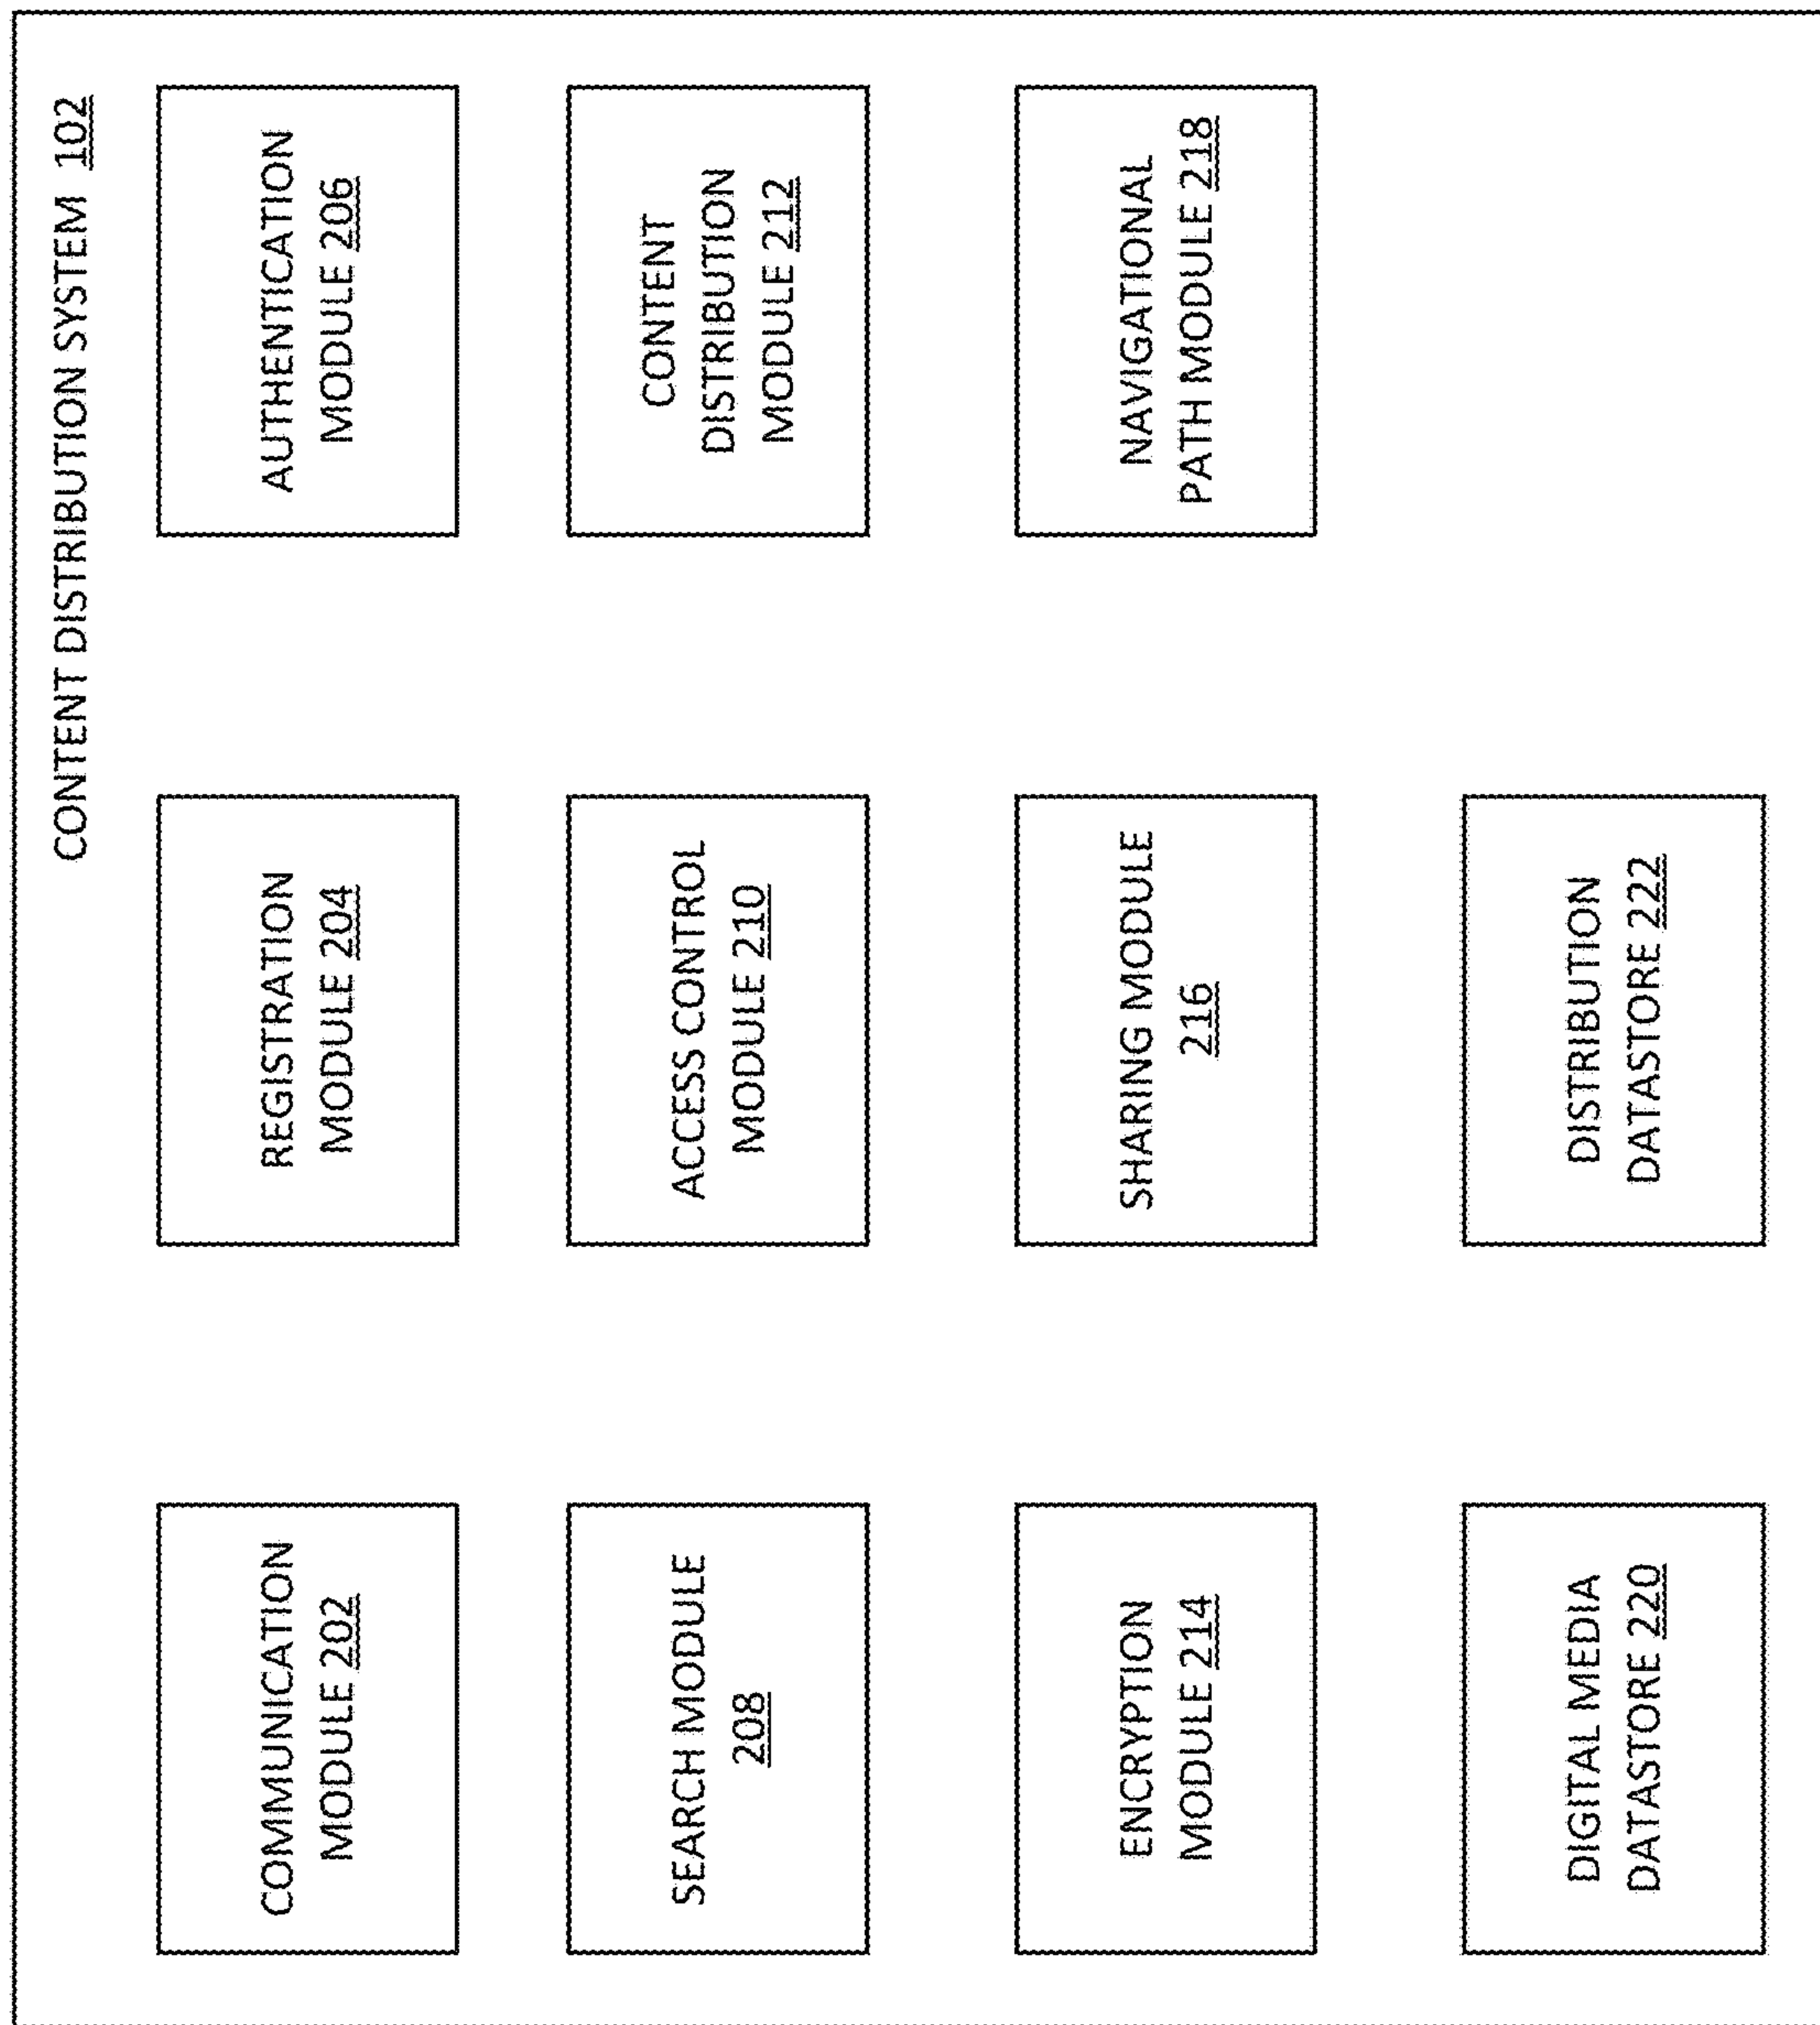 CONTENT DISTRIBUTION SYSTEM 102
COMMUNICATION
MODULE 202
REGISTRATION
MODULE 204
AUTHENTICATION
MODULE 206
SEARCH MODULE
208
ACCESS CONTROL
MODULE 210
CONTENT
DISTRIBUTION
MODULE 212
ENCRYPTION
MODULE 214
SHARING MODULE
216
NAVIGATIONAL
PATH MODULE 218
DIGITAL MEDIA
DATASTORE 220
DISTRIBUTION
DATASTORE 222